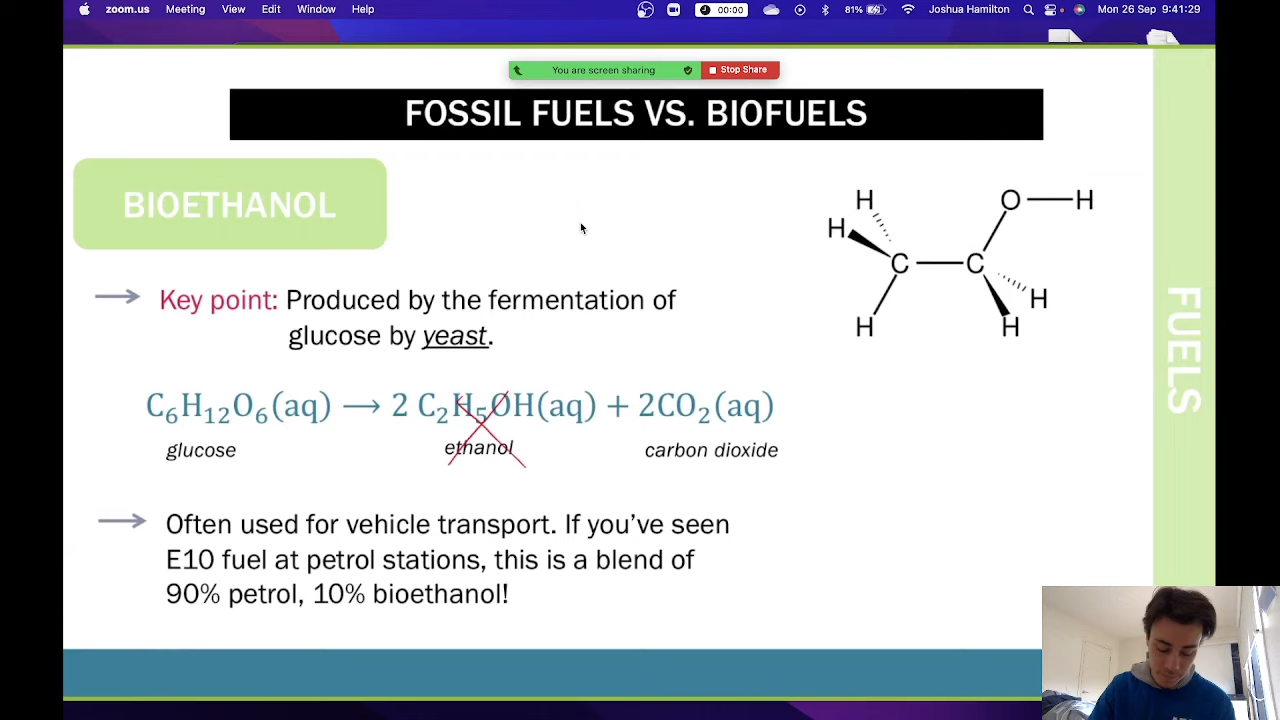 zoom.us Meeting View Edit Window Help 00:00 81% Joshua Hamilton Mon 26 Sep 9:41:29
You are screen sharing Stop Share
FOSSIL FUELS VS. BIOFUELS
BIOETHANOL
H O H
H
C C
H
H H
Key point: Produced by the fermentation of
glucose by yeast.
C₆H₁₂O₆(aq) ⟶ 2 C₂H₅OH(aq) + 2CO₂(aq)
glucose ethanol carbon dioxide
Often used for vehicle transport. If you’ve seen
E10 fuel at petrol stations, this is a blend of
90% petrol, 10% bioethanol!
FUELS